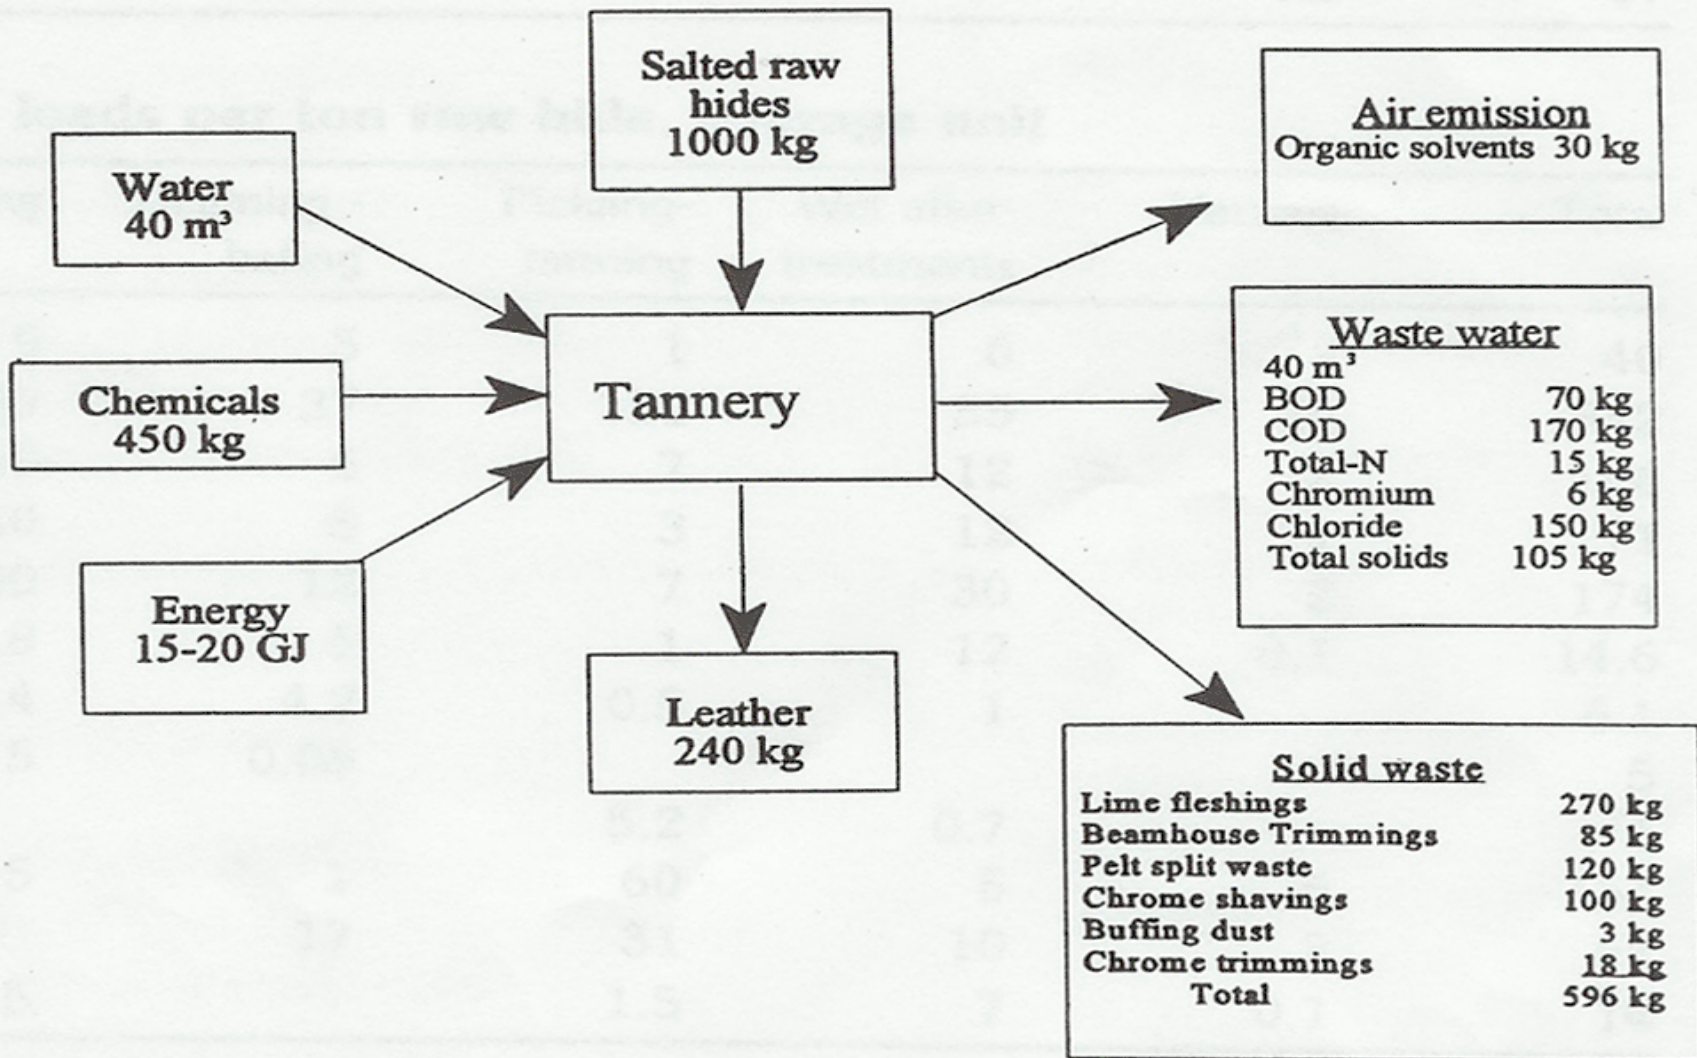 Salted raw
hides
1000 kg
Water
40 m³
Chemicals
450 kg
Energy
15-20 GJ
Tannery
Leather
240 kg
Air emission
Organic solvents 30 kg
Waste water
40 m³
BOD 70 kg
COD 170 kg
Total-N 15 kg
Chromium 6 kg
Chloride 150 kg
Total solids 105 kg
Solid waste
Lime fleshings 270 kg
Beamhouse Trimmings 85 kg
Pelt split waste 120 kg
Chrome shavings 100 kg
Buffing dust 3 kg
Chrome trimmings 18 kg
Total 596 kg